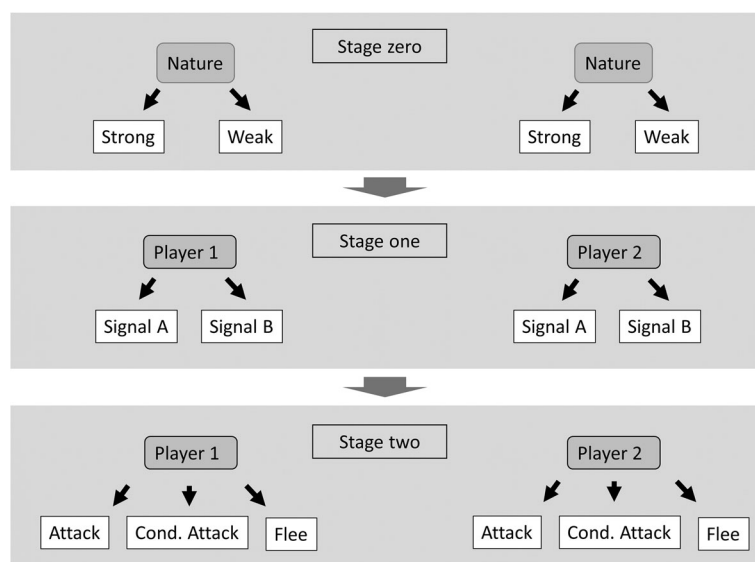 Stage zero
Nature
Nature
Strong
Weak
Strong
Weak
Stage one
Player 1
Player 2
Signal A
Signal B
Signal A
Signal B
Stage two
Player 1
Player 2
Attack
Cond. Attack
Flee
Attack
Cond. Attack
Flee